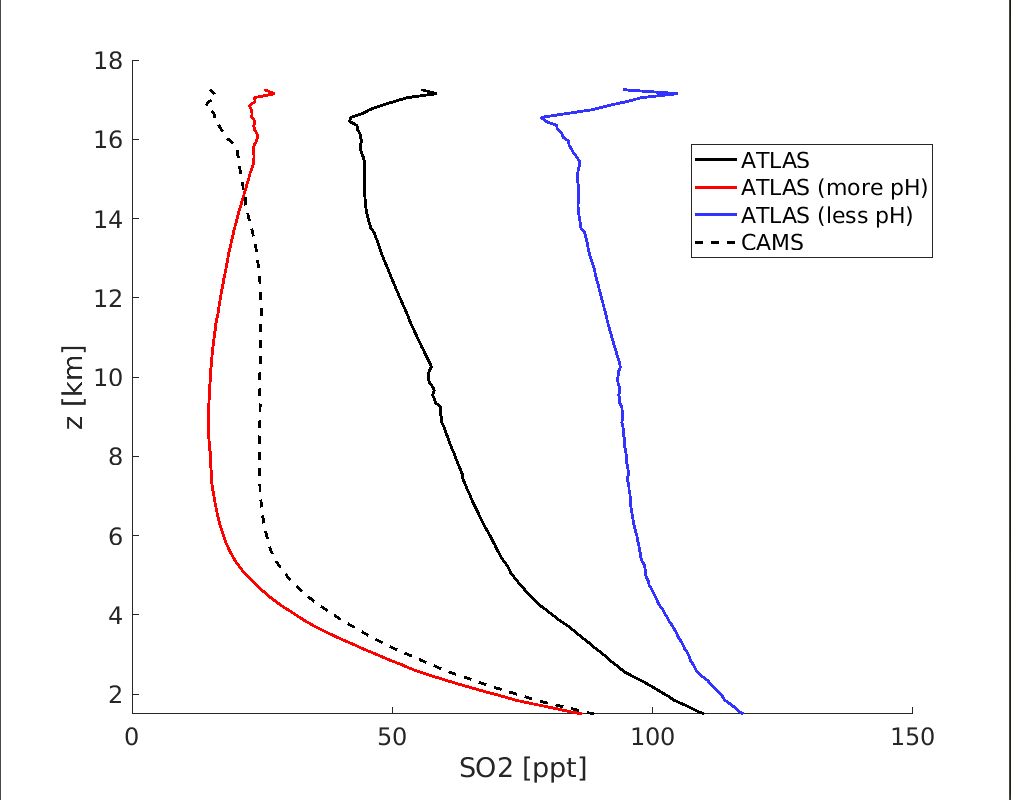 18
16
14
12
10
8
6
4
2
z [km]
0
50
100
150
SO2 [ppt]
ATLAS
ATLAS (more pH)
ATLAS (less pH)
CAMS